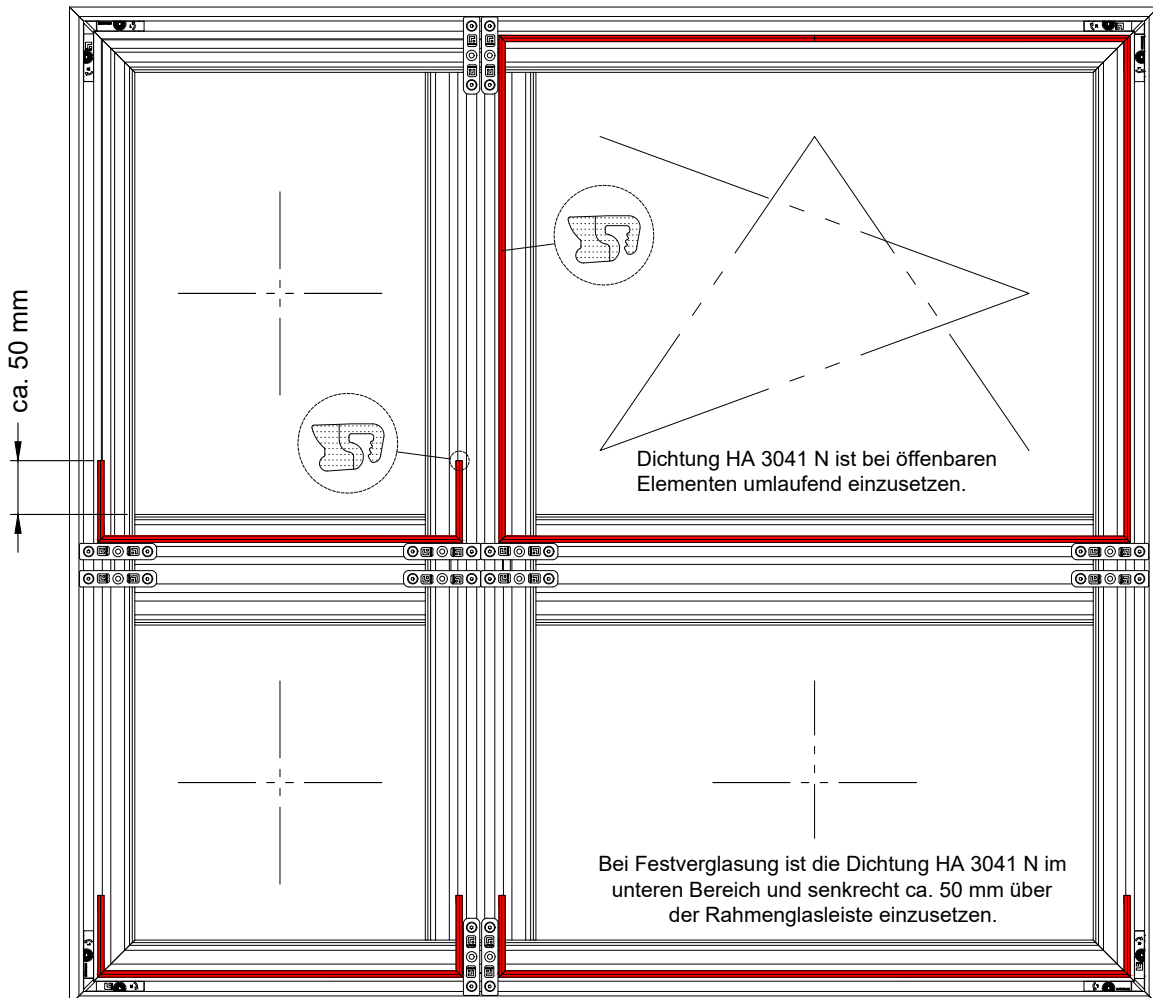 ca. 50 mm
Dichtung HA 3041 N ist bei öffenbaren
Elementen umlaufend einzusetzen.
Bei Festverglasung ist die Dichtung HA 3041 N im
unteren Bereich und senkrecht ca. 50 mm über
der Rahmenglasleiste einzusetzen.